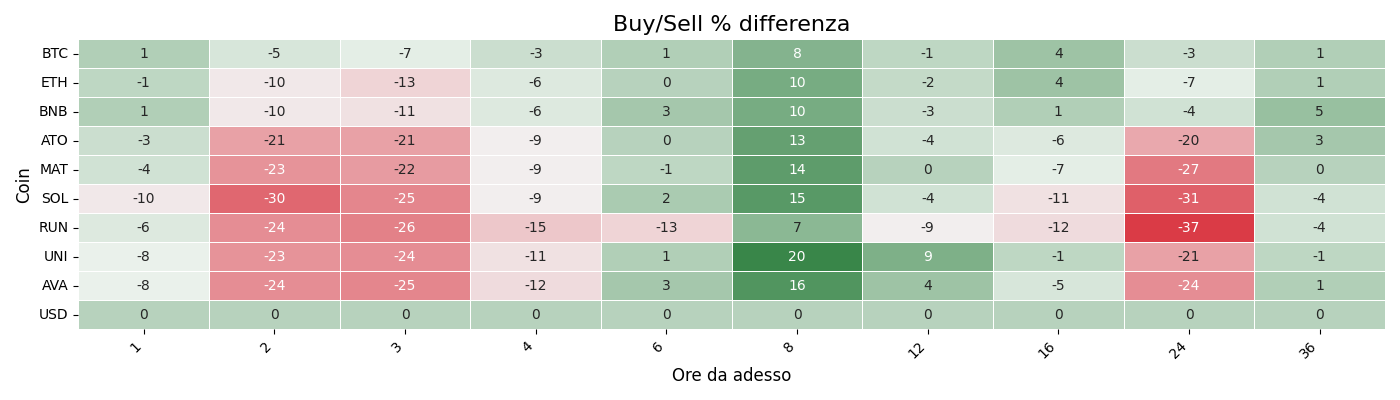 Buy/Sell % differenza
Coin
BTC 1 -5 -7 -3 1 8 -1 4 -3 1
ETH -1 -10 -13 -6 0 10 -2 4 -7 1
BNB 1 -10 -11 -6 3 10 -3 1 -4 5
ATO -3 -21 -21 -9 0 13 -4 -6 -20 3
MAT -4 -23 -22 -9 -1 14 0 -7 -27 0
SOL -10 -30 -25 -9 2 15 -4 -11 -31 -4
RUN -6 -24 -26 -15 -13 7 -9 -12 -37 -4
UNI -8 -23 -24 -11 1 20 9 -1 -21 -1
AVA -8 -24 -25 -12 3 16 4 -5 -24 1
USD 0 0 0 0 0 0 0 0 0 0
1 2 3 4 6 8 12 16 24 36
Ore da adesso